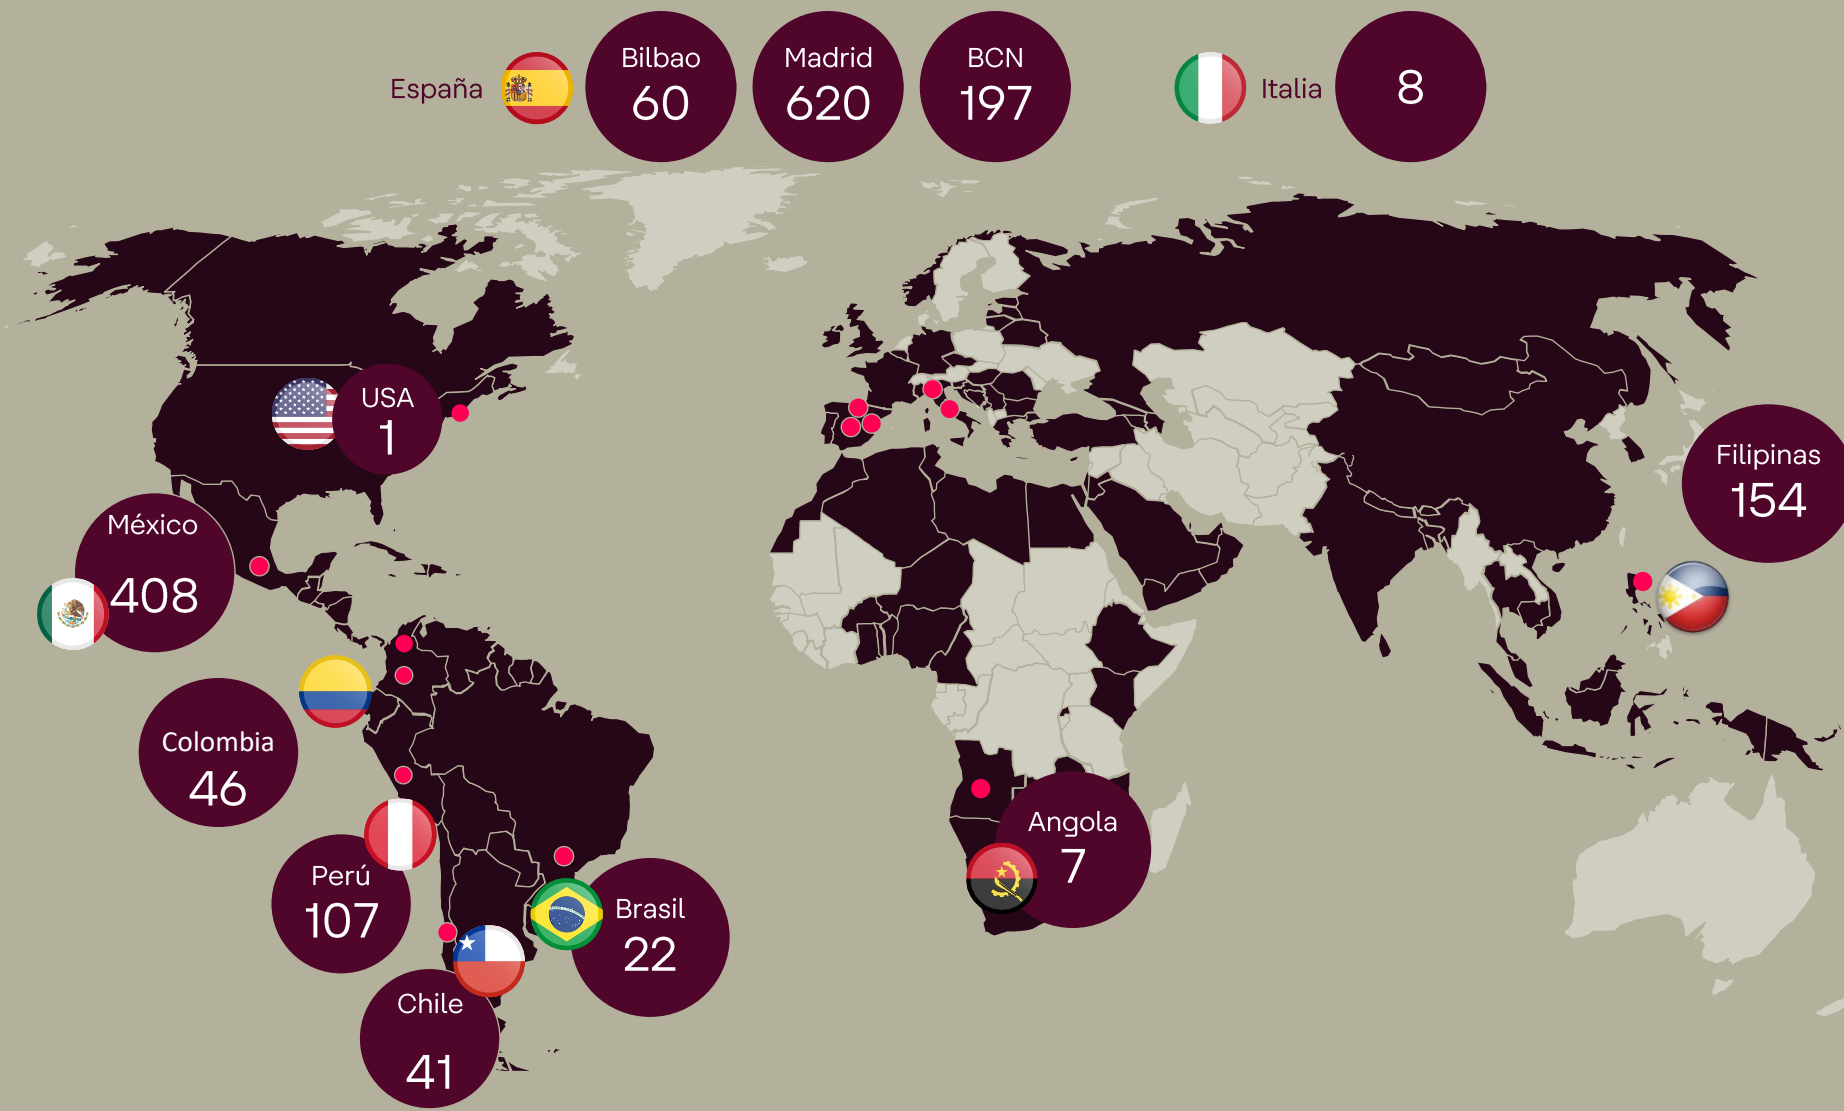 España
Bilbao
60
Madrid
620
BCN
197
Italia
8
USA
1
México
408
Filipinas
154
Colombia
46
Perú
107
Angola
7
Brasil
22
Chile
41